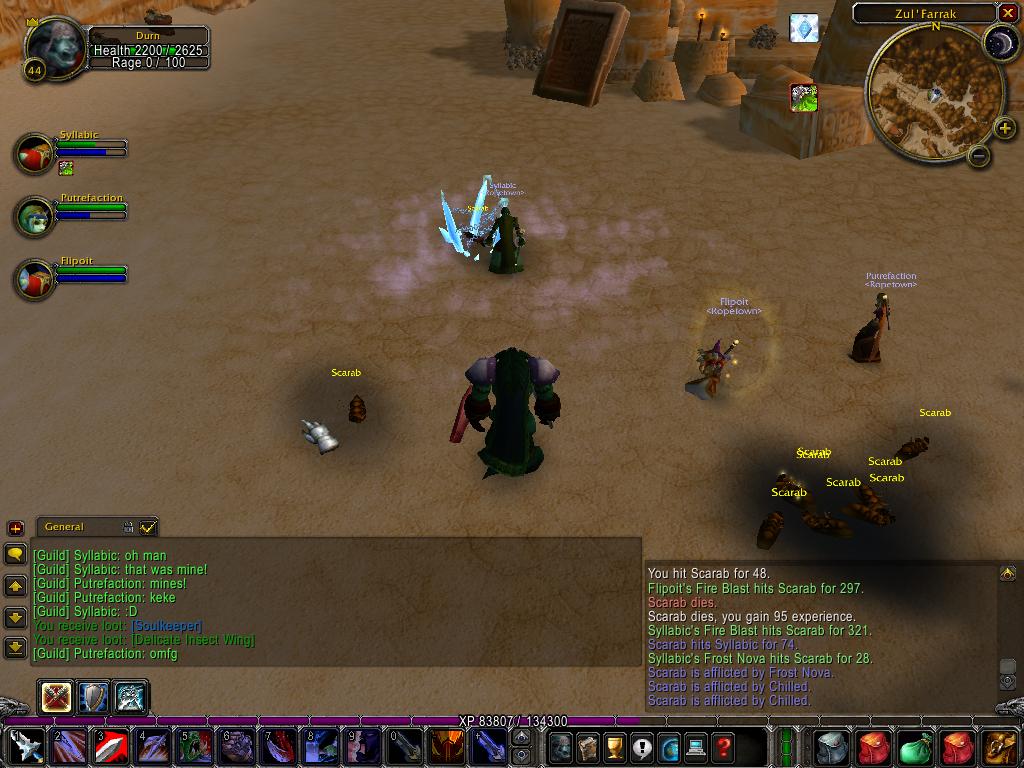 Zul'Farrak
N
Durn
Health 2200 / 2625
Rage 0 / 100
44
Syllabic
Putrefaction
Flipoit
Syllabic
<Ropetown>
Scarab
Putrefaction
<Ropetown>
Flipoit
<Ropetown>
Scarab
Scarab
Scarab
Scarab
Scarab
Scarab
Scarab
Scarab
General
[Guild] Syllabic: oh man
[Guild] Syllabic: that was mine!
[Guild] Putrefaction: mines!
[Guild] Putrefaction: keke
[Guild] Syllabic: :D
You receive loot: [Soulkeeper]
You receive loot: [Delicate Insect Wing]
[Guild] Putrefaction: omfg
You hit Scarab for 48.
Flipoit's Fire Blast hits Scarab for 297.
Scarab dies.
Scarab dies, you gain 95 experience.
Syllabic's Fire Blast hits Scarab for 321.
Scarab hits Syllabic for 74.
Syllabic's Frost Nova hits Scarab for 28.
Scarab is afflicted by Frost Nova.
Scarab is afflicted by Chilled.
Scarab is afflicted by Chilled.
XP 83807 / 134300
1 2 3 4 5 6 7 8 9 0 - =